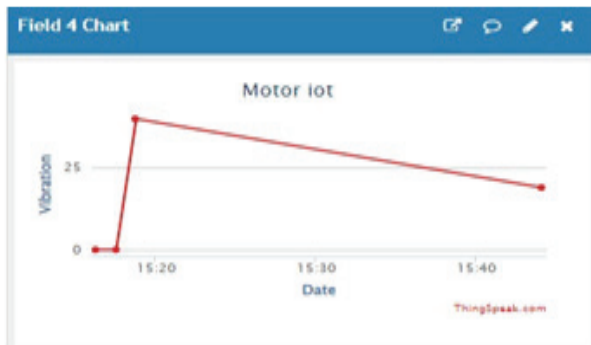 Field 4 Chart
Motor iot
Vibration
25
0
15:20
15:30
15:40
Date
ThingSpeak.com